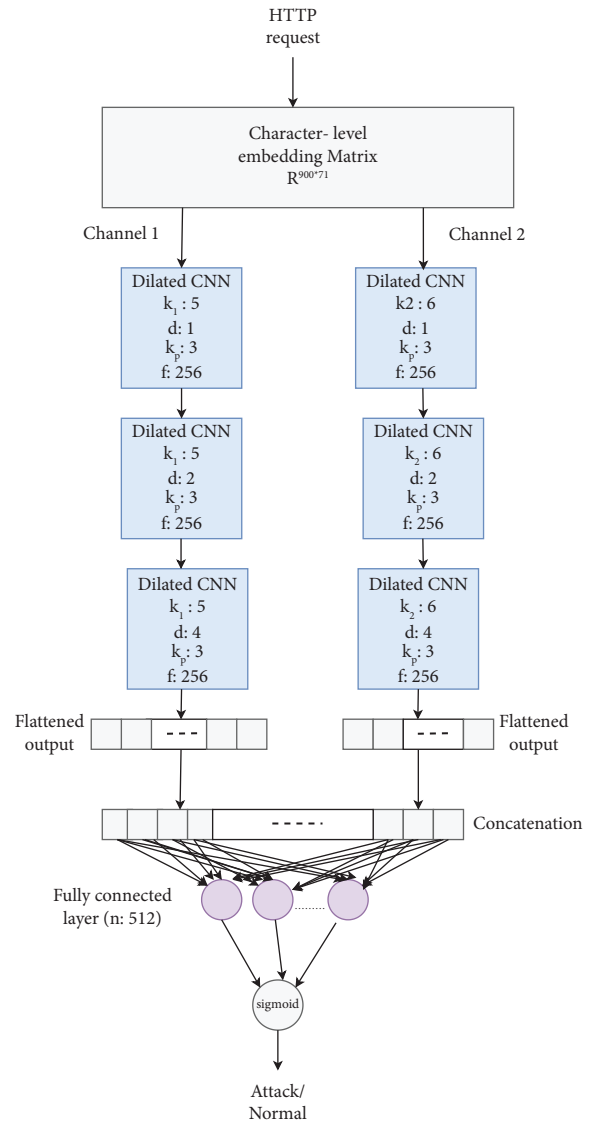 HTTP
request
Character- level
embedding Matrix
R^900*71
Channel 1
Channel 2
Dilated CNN
k₁ : 5
d: 1
kₚ: 3
f: 256
Dilated CNN
k2 : 6
d: 1
kₚ: 3
f: 256
Dilated CNN
k₁ : 5
d: 2
kₚ: 3
f: 256
Dilated CNN
k₂ : 6
d: 2
kₚ: 3
f: 256
Dilated CNN
k₁ : 5
d: 4
kₚ: 3
f: 256
Dilated CNN
k₂ : 6
d: 4
kₚ: 3
f: 256
Flattened
output
Flattened
output
Concatenation
Fully connected
layer (n: 512)
sigmoid
Attack/
Normal